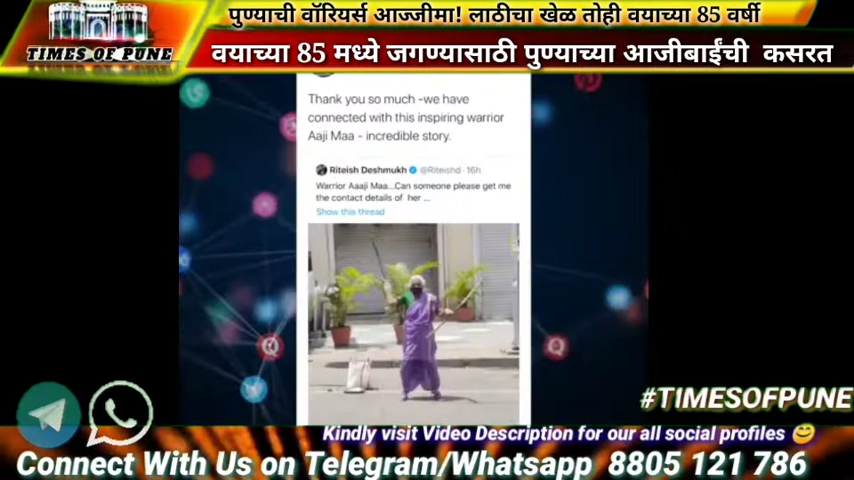 पुण्याची वॉरियर्स आज्जीमा! लाठीचा खेळ तोही वयाच्या 85 वर्षी
TIMES OF PUNE
वयाच्या 85 मध्ये जगण्यासाठी पुण्याच्या आजीबाईंची कसरत
Thank you so much -we have
connected with this inspiring warrior
Aaji Maa - incredible story.
Riteish Deshmukh @Riteishd · 16h
Warrior Aaaji Maa...Can someone please get me
the contact details of her ...
Show this thread
#TIMESOFPUNE
Kindly visit Video Description for our all social profiles 😊
Connect With Us on Telegram/Whatsapp 8805 121 786